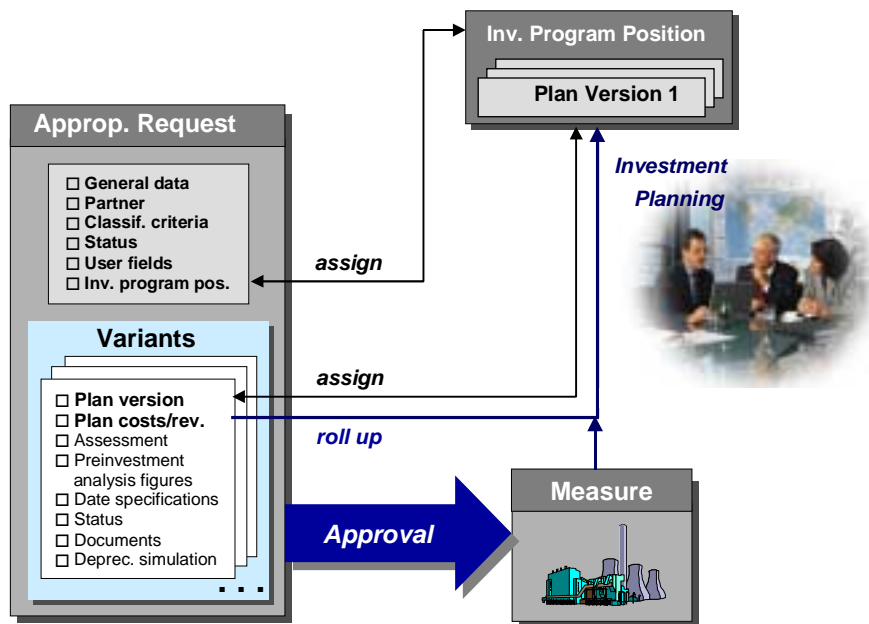 Inv. Program Position
Plan Version 1
Approp. Request
General data
Partner
Classif. criteria
Status
User fields
Inv. program pos.
assign
Investment
Planning
Variants
Plan version
Plan costs/rev.
Assessment
Preinvestment
analysis figures
Date specifications
Status
Documents
Deprec. simulation
. . .
assign
roll up
Approval
Measure